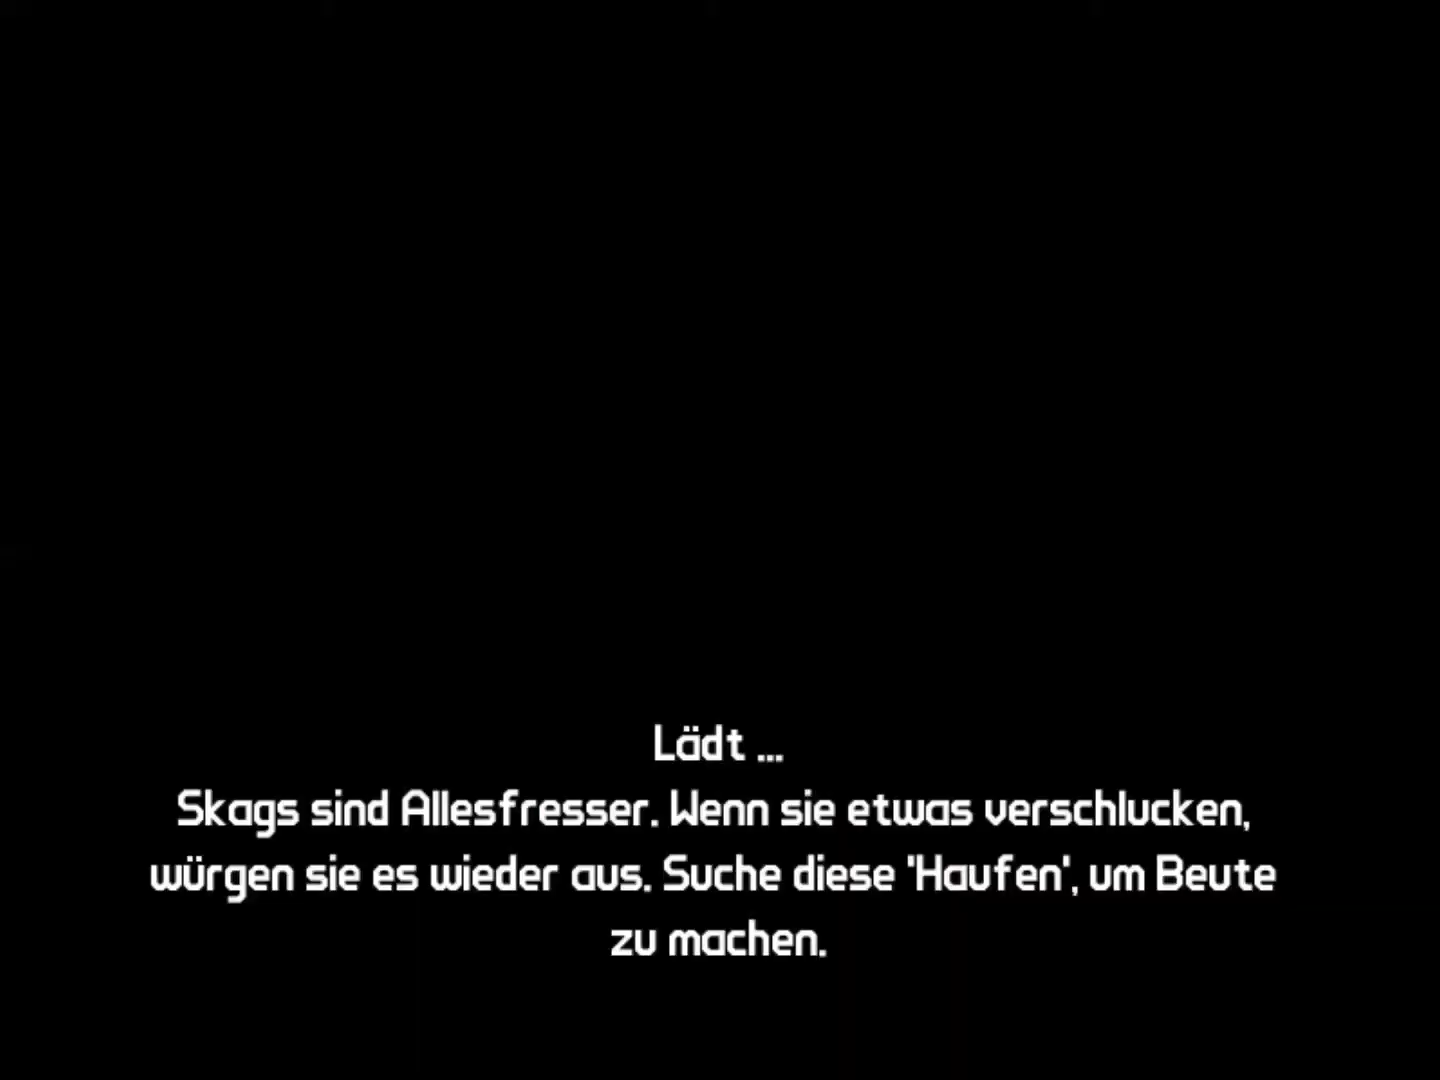 Lädt ...
Skags sind Allesfresser. Wenn sie etwas verschlucken,
würgen sie es wieder aus. Suche diese 'Haufen', um Beute
zu machen.